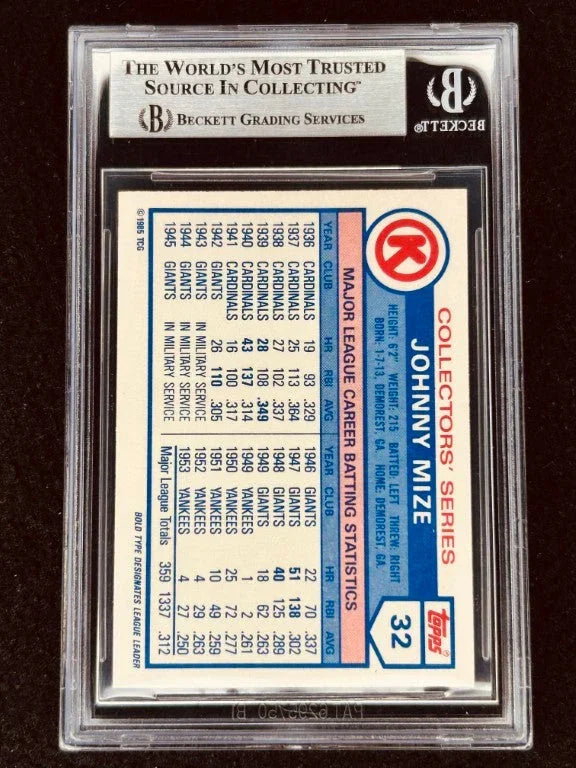 THE WORLD'S MOST TRUSTED
SOURCE IN COLLECTING™
BECKETT GRADING SERVICES
BECKETT®
COLLECTORS' SERIES
JOHNNY MIZE
HEIGHT: 6'2" WEIGHT: 215 BATTED: LEFT THREW: RIGHT
BORN: 1-7-13, DEMOREST, GA. HOME: DEMOREST, GA.
K
TOPPS®
32
MAJOR LEAGUE CAREER BATTING STATISTICS
YEAR CLUB HR RBI AVG
1936 CARDINALS 19 93 .329
1937 CARDINALS 25 113 .364
1938 CARDINALS 27 102 .337
1939 CARDINALS 28 108 .349
1940 CARDINALS 43 137 .314
1941 CARDINALS 16 100 .317
1942 GIANTS 26 110 .305
1943 GIANTS IN MILITARY SERVICE
1944 GIANTS IN MILITARY SERVICE
1945 GIANTS IN MILITARY SERVICE
YEAR CLUB HR RBI AVG
1946 GIANTS 22 70 .337
1947 GIANTS 51 138 .302
1948 GIANTS 40 125 .289
1949 GIANTS 18 62 .263
1949 YANKEES 1 2 .261
1950 YANKEES 25 72 .277
1951 YANKEES 10 49 .259
1952 YANKEES 4 29 .263
1953 YANKEES 4 27 .250
Major League Totals 359 1337 .312
© 1985 TCG
BOLD TYPE DESIGNATES LEAGUE LEADER